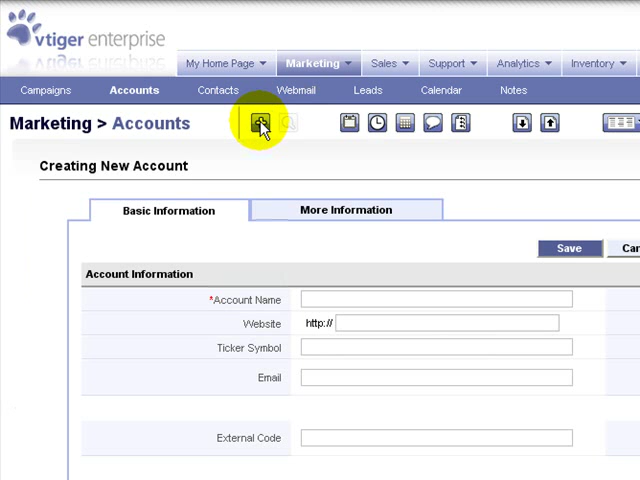 vtiger enterprise
My Home Page Marketing Sales Support Analytics Inventory
Campaigns Accounts Contacts Webmail Leads Calendar Notes
Marketing > Accounts
Creating New Account
Basic Information More Information
Save Can
Account Information
*Account Name
Website http://
Ticker Symbol
Email
External Code